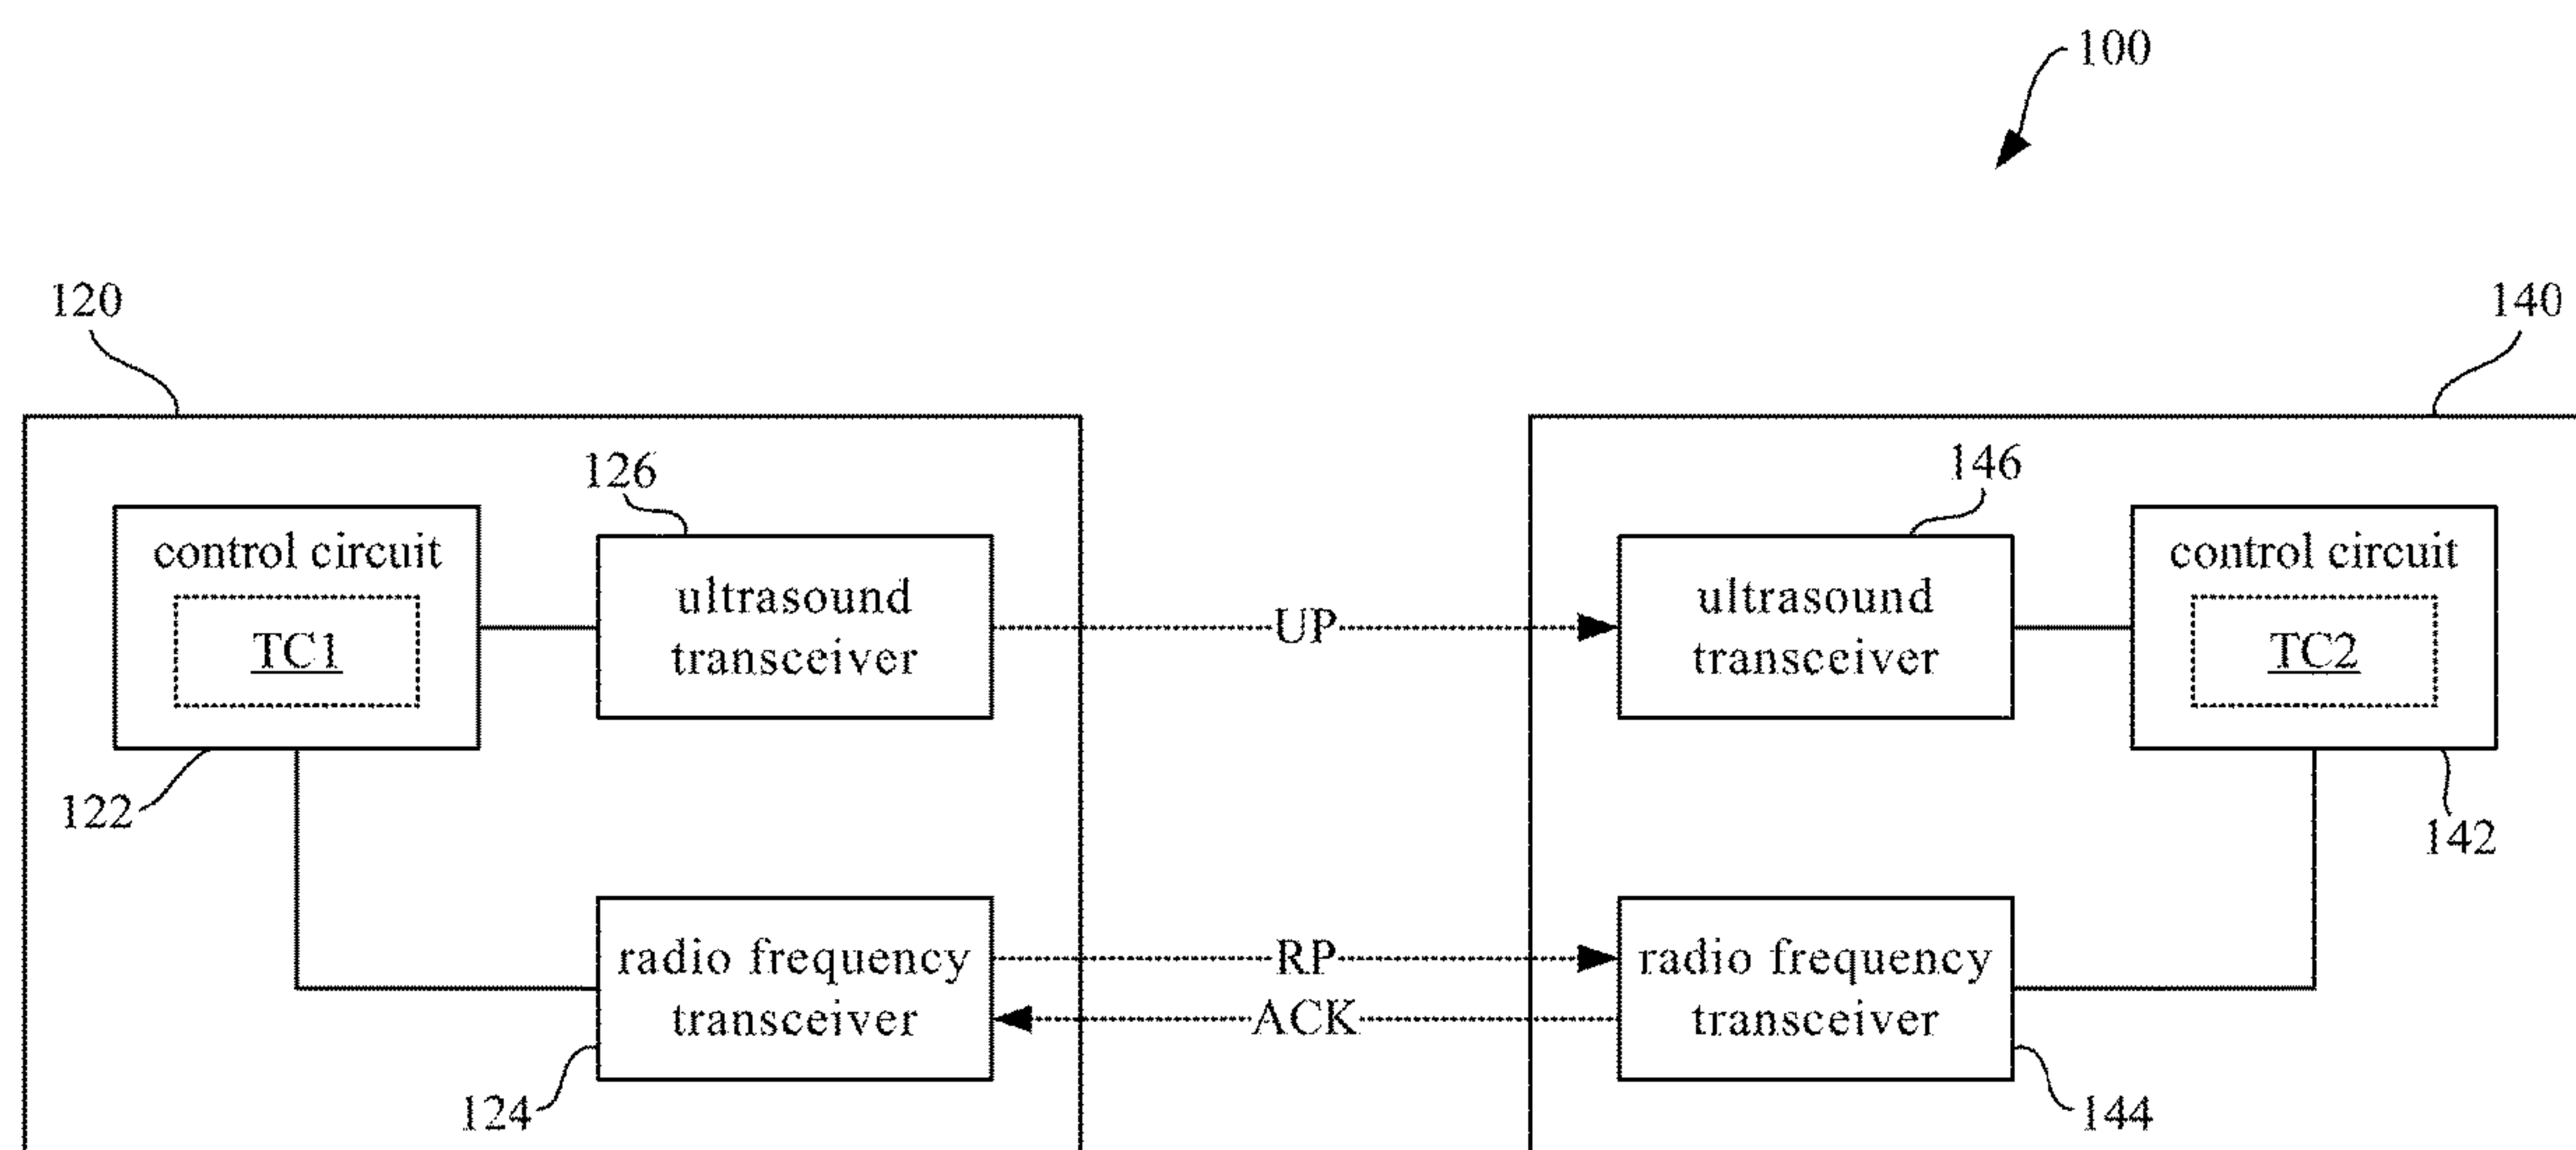 100
120
140
126
146
control circuit
TC1
ultrasound
transceiver
UP
ultrasound
transceiver
control circuit
TC2
122
142
radio frequency
transceiver
RP
ACK
radio frequency
transceiver
124
144